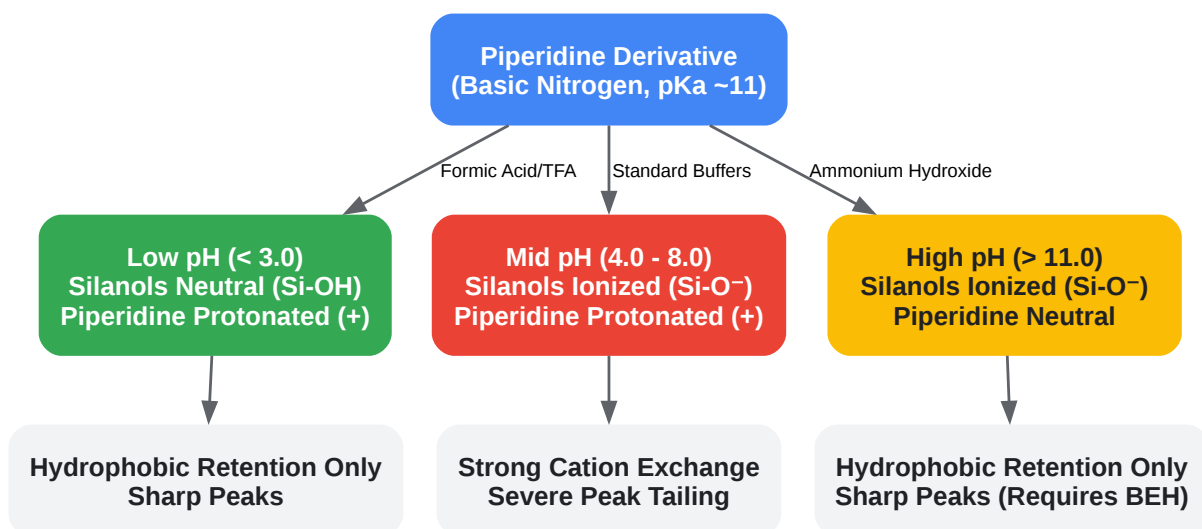 Piperidine Derivative
(Basic Nitrogen, pKa ~11)
Formic Acid/TFA
Standard Buffers
Ammonium Hydroxide
Low pH (< 3.0)
Silanols Neutral (Si-OH)
Piperidine Protonated (+)
Mid pH (4.0 - 8.0)
Silanols Ionized (Si-O⁻)
Piperidine Protonated (+)
High pH (> 11.0)
Silanols Ionized (Si-O⁻)
Piperidine Neutral
Hydrophobic Retention Only
Sharp Peaks
Strong Cation Exchange
Severe Peak Tailing
Hydrophobic Retention Only
Sharp Peaks (Requires BEH)